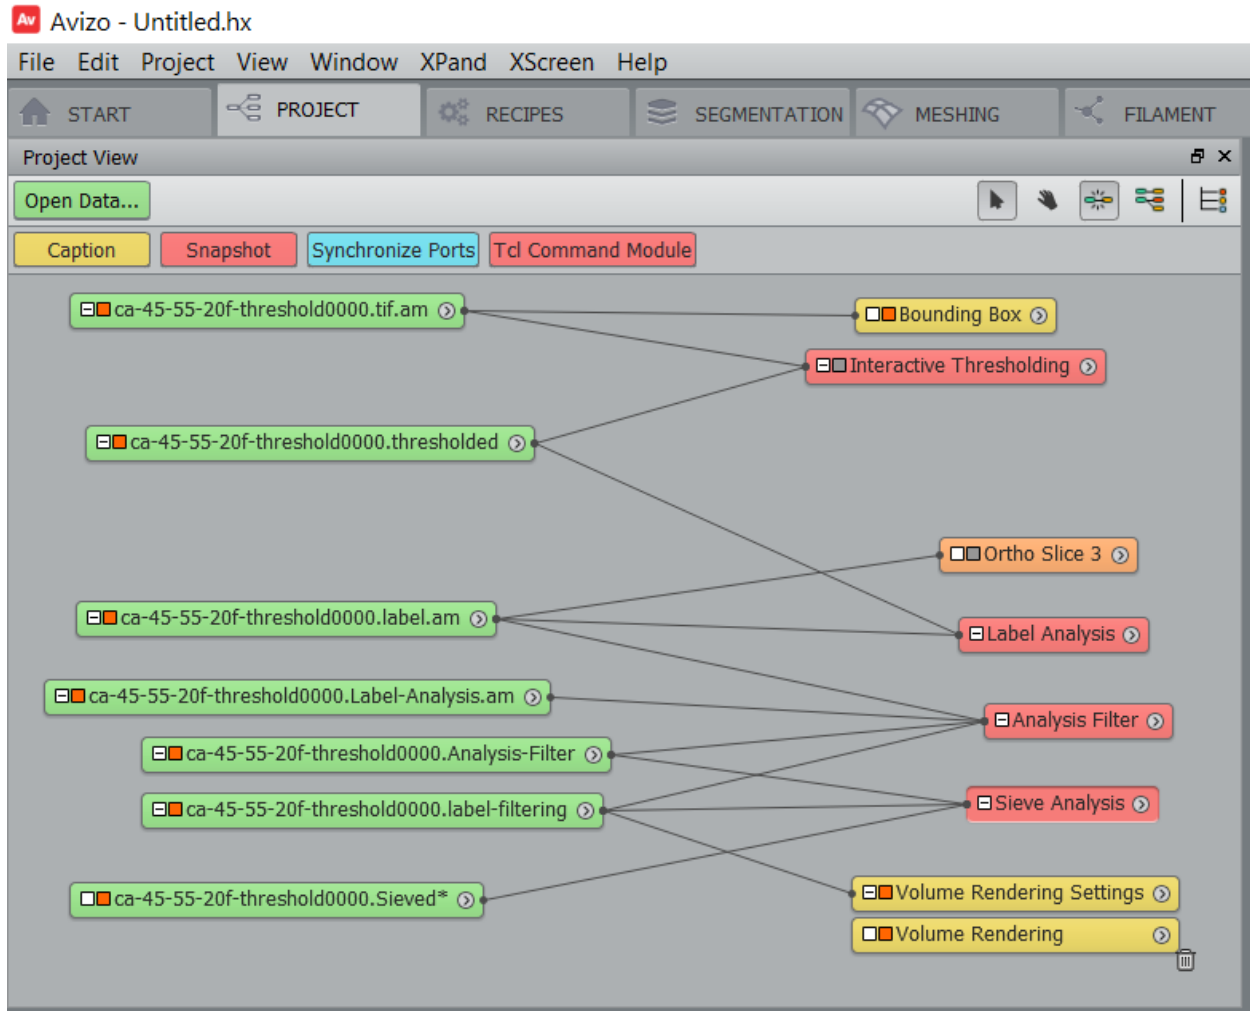 Av Avizo - Untitled.hx
File Edit Project View Window XPand XScreen Help
START PROJECT RECIPES SEGMENTATION MESHING FILAMENT
Project View
Open Data...
Caption Snapshot Synchronize Ports Tcl Command Module
ca-45-55-20f-threshold0000.tif.am
Bounding Box
Interactive Thresholding
ca-45-55-20f-threshold0000.thresholded
Ortho Slice 3
ca-45-55-20f-threshold0000.label.am
Label Analysis
ca-45-55-20f-threshold0000.Label-Analysis.am
Analysis Filter
ca-45-55-20f-threshold0000.Analysis-Filter
ca-45-55-20f-threshold0000.label-filtering
Sieve Analysis
ca-45-55-20f-threshold0000.Sieved*
Volume Rendering Settings
Volume Rendering